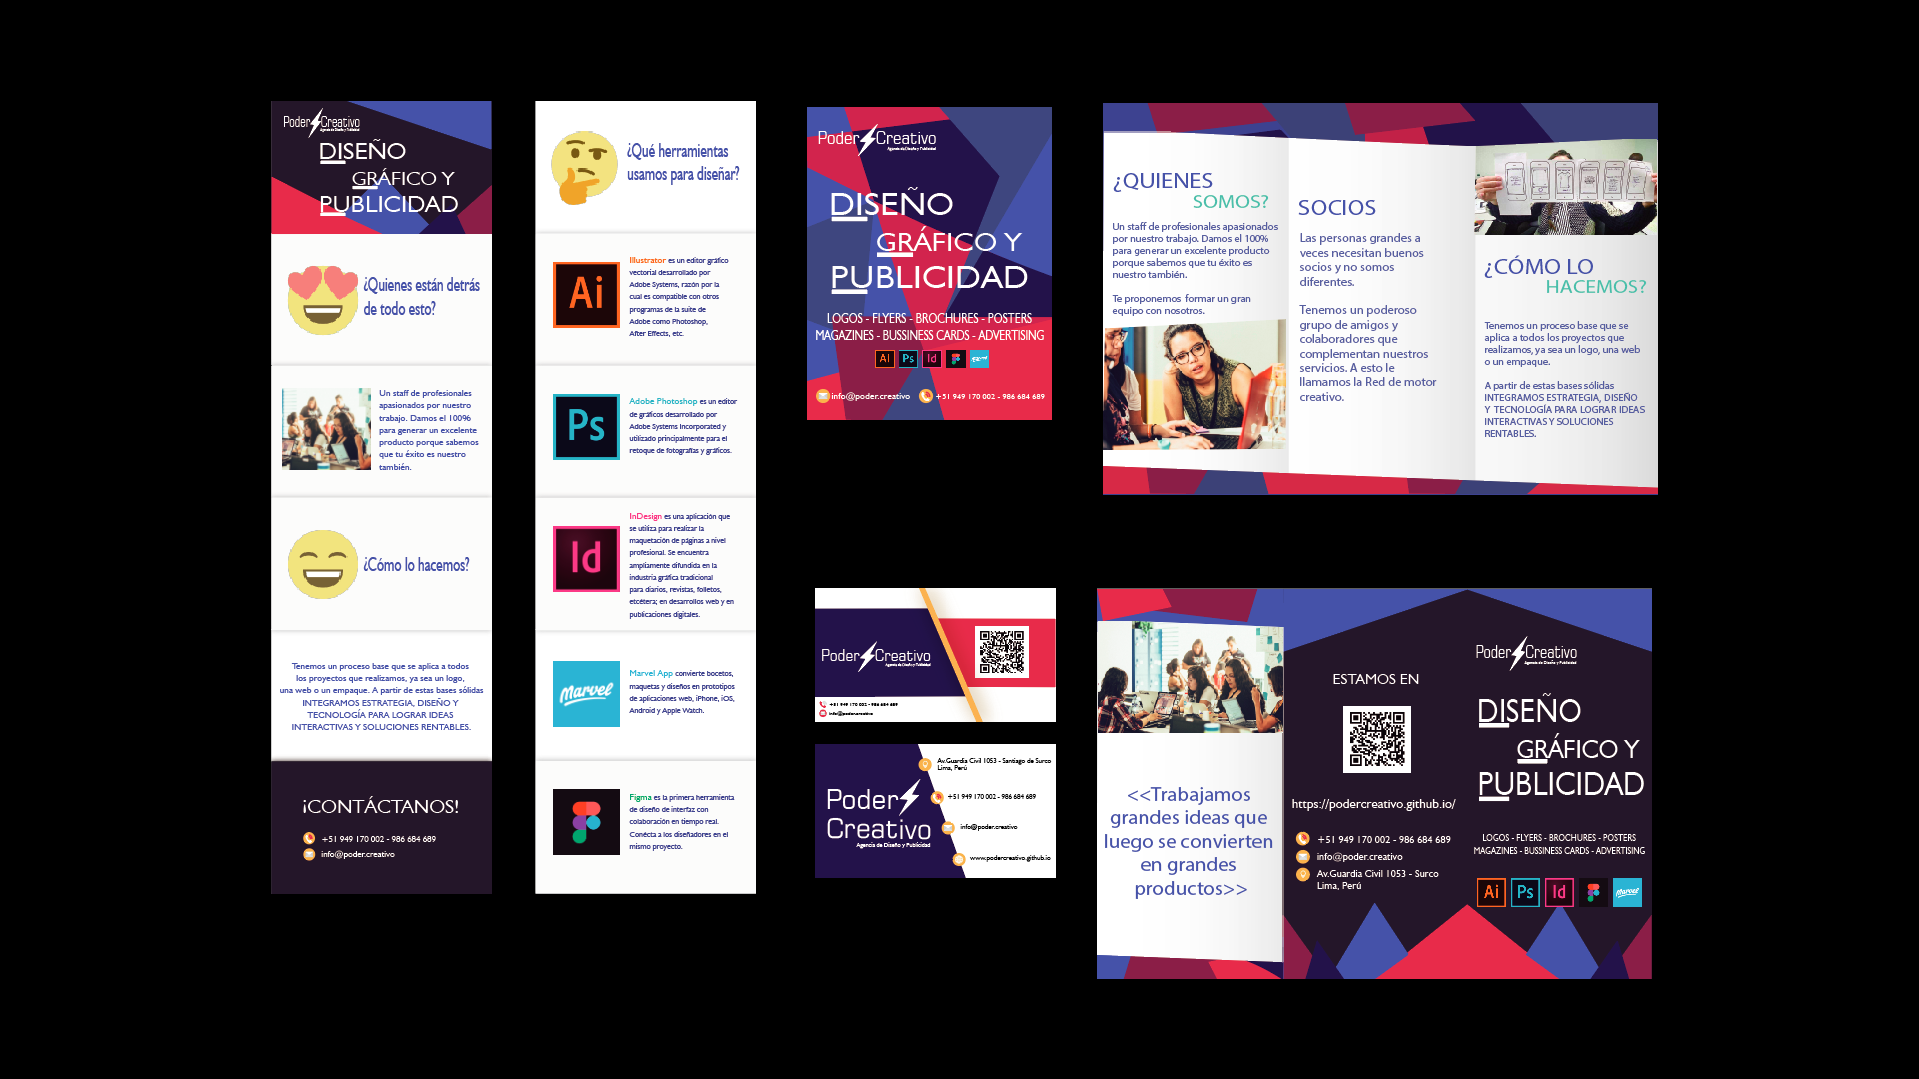 Poder Creativo
Agencia de Diseño y Publicidad
DISEÑO
GRÁFICO Y
PUBLICIDAD
¿Quienes están detrás
de todo esto?
Un staff de profesionales
apasionados por nuestro
trabajo. Damos el 100%
para generar un excelente
producto porque sabemos
que tu éxito es nuestro
también.
¿Cómo lo hacemos?
Tenemos un proceso base que se aplica a todos
los proyectos que realizamos, ya sea un logo,
una web o un empaque. A partir de estas bases sólidas
INTEGRAMOS ESTRATEGIA, DISEÑO Y
TECNOLOGÍA PARA LOGRAR IDEAS
INTERACTIVAS Y SOLUCIONES RENTABLES.
¡CONTÁCTANOS!
+51 949 170 002 - 986 684 689
info@poder.creativo
¿Qué herramientas
usamos para diseñar?
Ai
Illustrator es un editor gráfico
vectorial desarrollado por
Adobe Systems, razón por la
cual es compatible con otros
programas de la suite de
Adobe como Photoshop,
After Effects, etc.
Ps
Adobe Photoshop es un editor
de gráficos desarrollado por
Adobe Systems Incorporated y
utilizado principalmente para el
retoque de fotografías y gráficos.
Id
InDesign es una aplicación que
se utiliza para realizar la
maquetación de páginas a nivel
profesional. Se encuentra
ampliamente difundida en la
industria gráfica tradicional
para diarios, revistas, folletos,
etcétera; en desarrollos web y en
publicaciones digitales.
Marvel
Marvel App convierte bocetos,
maquetas y diseños en prototipos
de aplicaciones web, iPhone, iOS,
Android y Apple Watch.
Figma es la primera herramienta
de diseño de interfaz con
colaboración en tiempo real.
Conécta a los diseñadores en el
mismo proyecto.
Poder Creativo
Agencia de Diseño y Publicidad
DISEÑO
GRÁFICO Y
PUBLICIDAD
LOGOS - FLYERS - BROCHURES - POSTERS
MAGAZINES - BUSSINESS CARDS - ADVERTISING
Ai Ps Id Marvel
info@poder.creativo +51 949 170 002 - 986 684 689
¿QUIENES
SOMOS?
Un staff de profesionales apasionados
por nuestro trabajo. Damos el 100%
para generar un excelente producto
porque sabemos que tu éxito es
nuestro también.
Te proponemos formar un gran
equipo con nosotros.
SOCIOS
Las personas grandes a
veces necesitan buenos
socios y no somos
diferentes.
Tenemos un poderoso
grupo de amigos y
colaboradores que
complementan nuestros
servicios. A esto le
llamamos la Red de motor
creativo.
¿CÓMO LO
HACEMOS?
Tenemos un proceso base que se
aplica a todos los proyectos que
realizamos, ya sea un logo, una web
o un empaque.
A partir de estas bases sólidas
INTEGRAMOS ESTRATEGIA, DISEÑO
Y TECNOLOGÍA PARA LOGRAR IDEAS
INTERACTIVAS Y SOLUCIONES
RENTABLES.
Poder Creativo
Agencia de Diseño y Publicidad
+51 949 170 002 - 986 684 689
info@poder.creativo
Poder
Creativo
Agencia de Diseño y Publicidad
Av.Guardia Civil 1053 - Santiago de Surco
Lima, Perú
+51 949 170 002 - 986 684 689
info@poder.creativo
www.podercreativo.github.io
<<Trabajamos
grandes ideas que
luego se convierten
en grandes
productos>>
ESTAMOS EN
https://podercreativo.github.io/
+51 949 170 002 - 986 684 689
info@poder.creativo
Av.Guardia Civil 1053 - Surco
Lima, Perú
Poder Creativo
Agencia de Diseño y Publicidad
DISEÑO
GRÁFICO Y
PUBLICIDAD
LOGOS - FLYERS - BROCHURES - POSTERS
MAGAZINES - BUSSINESS CARDS - ADVERTISING
Ai Ps Id Marvel